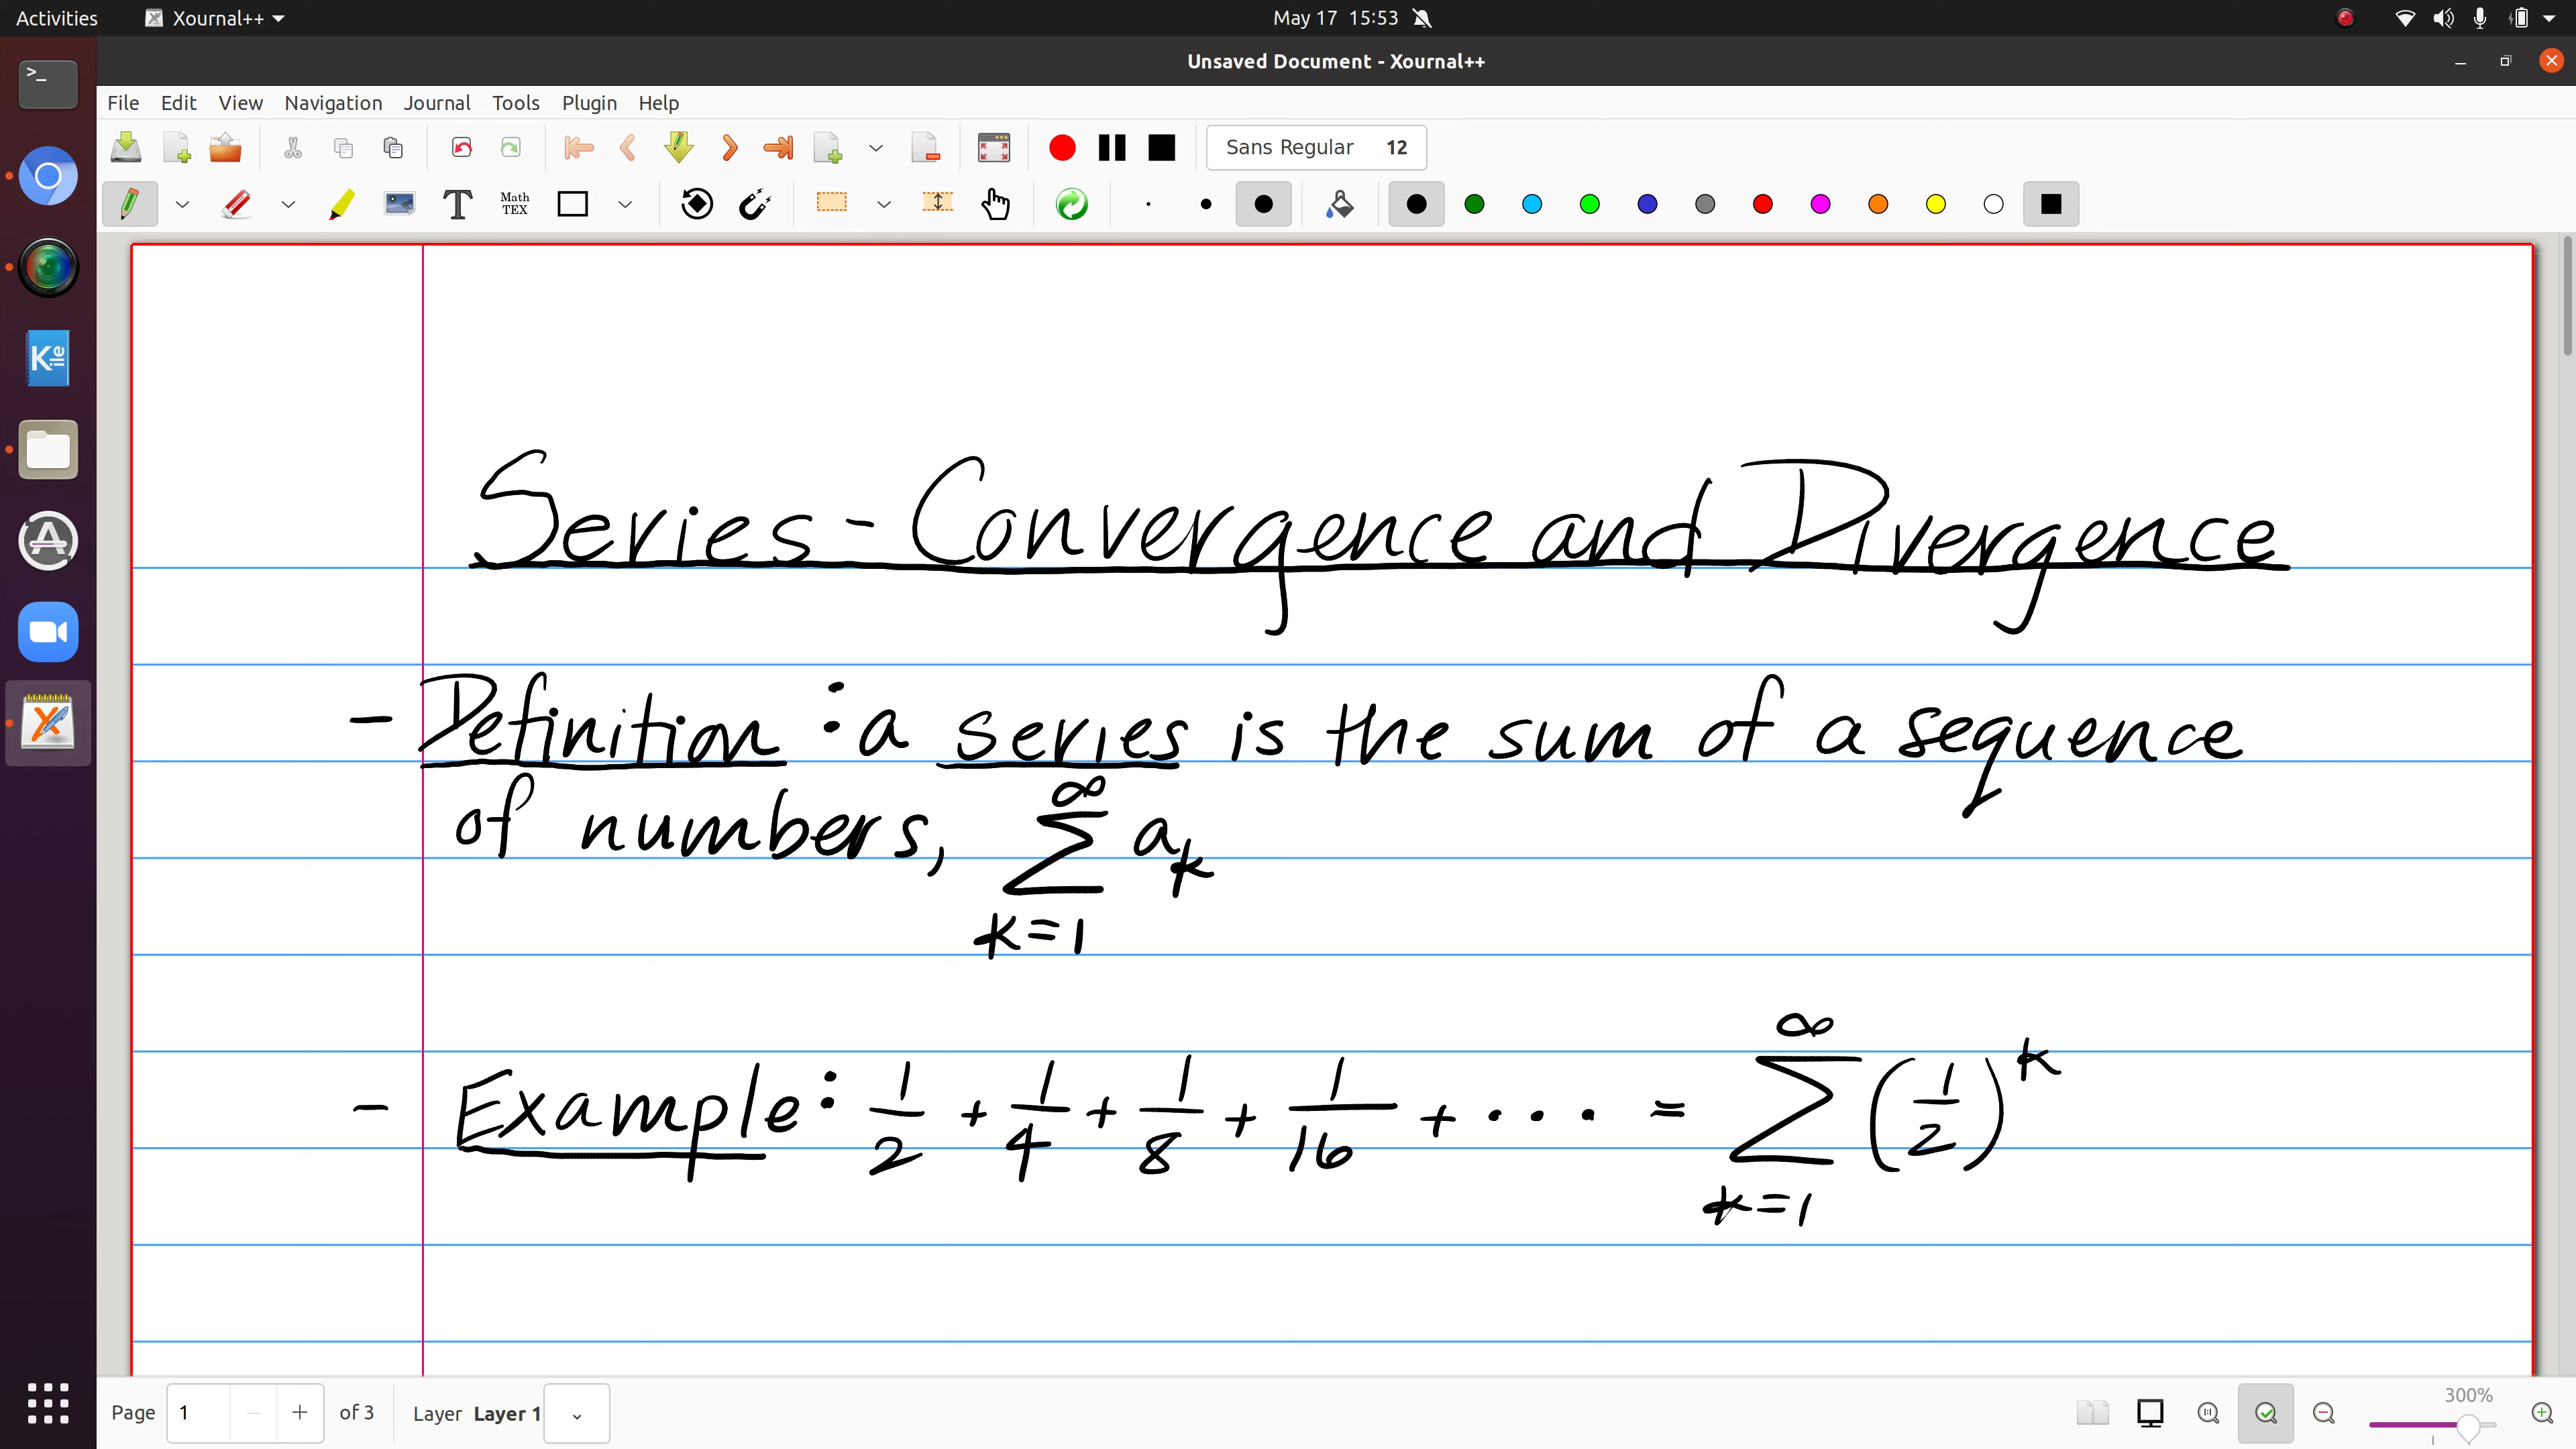 Activities Xournal++ May 17 15:53
Unsaved Document - Xournal++
File Edit View Navigation Journal Tools Plugin Help
Sans Regular 12
Math
TEX
>_
Kile
Series - Convergence and Divergence
- Definition : a series is the sum of a sequence
of numbers, ∑ a_k
∞
k=1
- Example: 1/2 + 1/4 + 1/8 + 1/16 + ... = ∑ (1/2)^k
∞
k=1
300%
Page 1 − + of 3 Layer Layer 1